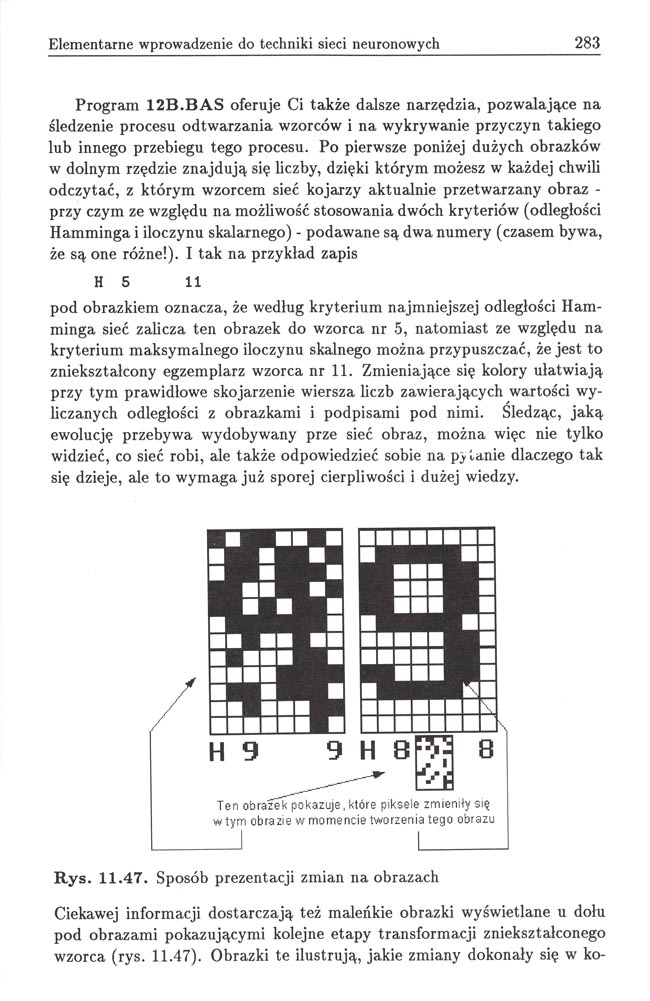 Elementarne wprowadzenie do techniki sieci neuronowych 283
Program 12B.BAS oferuje Ci także dalsze narzędzia, pozwalające na
śledzenie procesu odtwarzania wzorców i na wykrywanie przyczyn takiego
lub innego przebiegu tego procesu. Po pierwsze poniżej dużych obrazków
w dolnym rzędzie znajdują się liczby, dzięki którym możesz w każdej chwili
odczytać, z którym wzorcem sieć kojarzy aktualnie przetwarzany obraz -
przy czym ze względu na możliwość stosowania dwóch kryteriów (odległości
Hamminga i iloczynu skalarnego) - podawane są dwa numery (czasem bywa,
że są one różne!). I tak na przykład zapis
H 5 11
pod obrazkiem oznacza, że według kryterium najmniejszej odległości Ham-
minga sieć zalicza ten obrazek do wzorca nr 5, natomiast ze względu na
kryterium maksymalnego iloczynu skalnego można przypuszczać, że jest to
zniekształcony egzemplarz wzorca nr 11. Zmieniające się kolory ułatwiają
przy tym prawidłowe skojarzenie wiersza liczb zawierających wartości wy-
liczanych odległości z obrazkami i podpisami pod nimi. Śledząc, jaką
ewolucję przebywa wydobywany prze sieć obraz, można więc nie tylko
widzieć, co sieć robi, ale także odpowiedzieć sobie na pytanie dlaczego tak
się dzieje, ale to wymaga już sporej cierpliwości i dużej wiedzy.
H 9 9 H 8 8
Ten obrazek pokazuje, które piksele zmieniły się
w tym obrazie w momencie tworzenia tego obrazu
Rys. 11.47. Sposób prezentacji zmian na obrazach
Ciekawej informacji dostarczają też maleńkie obrazki wyświetlane u dołu
pod obrazami pokazującymi kolejne etapy transformacji zniekształconego
wzorca (rys. 11.47). Obrazki te ilustrują, jakie zmiany dokonały się w ko-